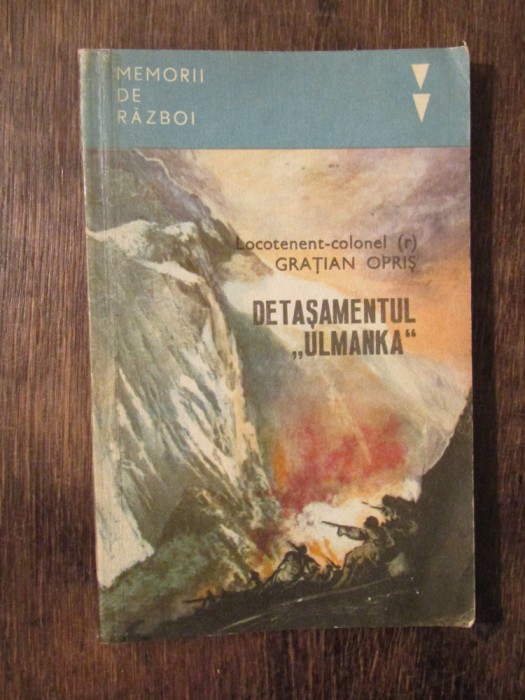 MEMORII
DE
RĂZBOI
Locotenent-colonel (r)
GRAȚIAN OPRIȘ
DETAȘAMENTUL
„ULMANKA“